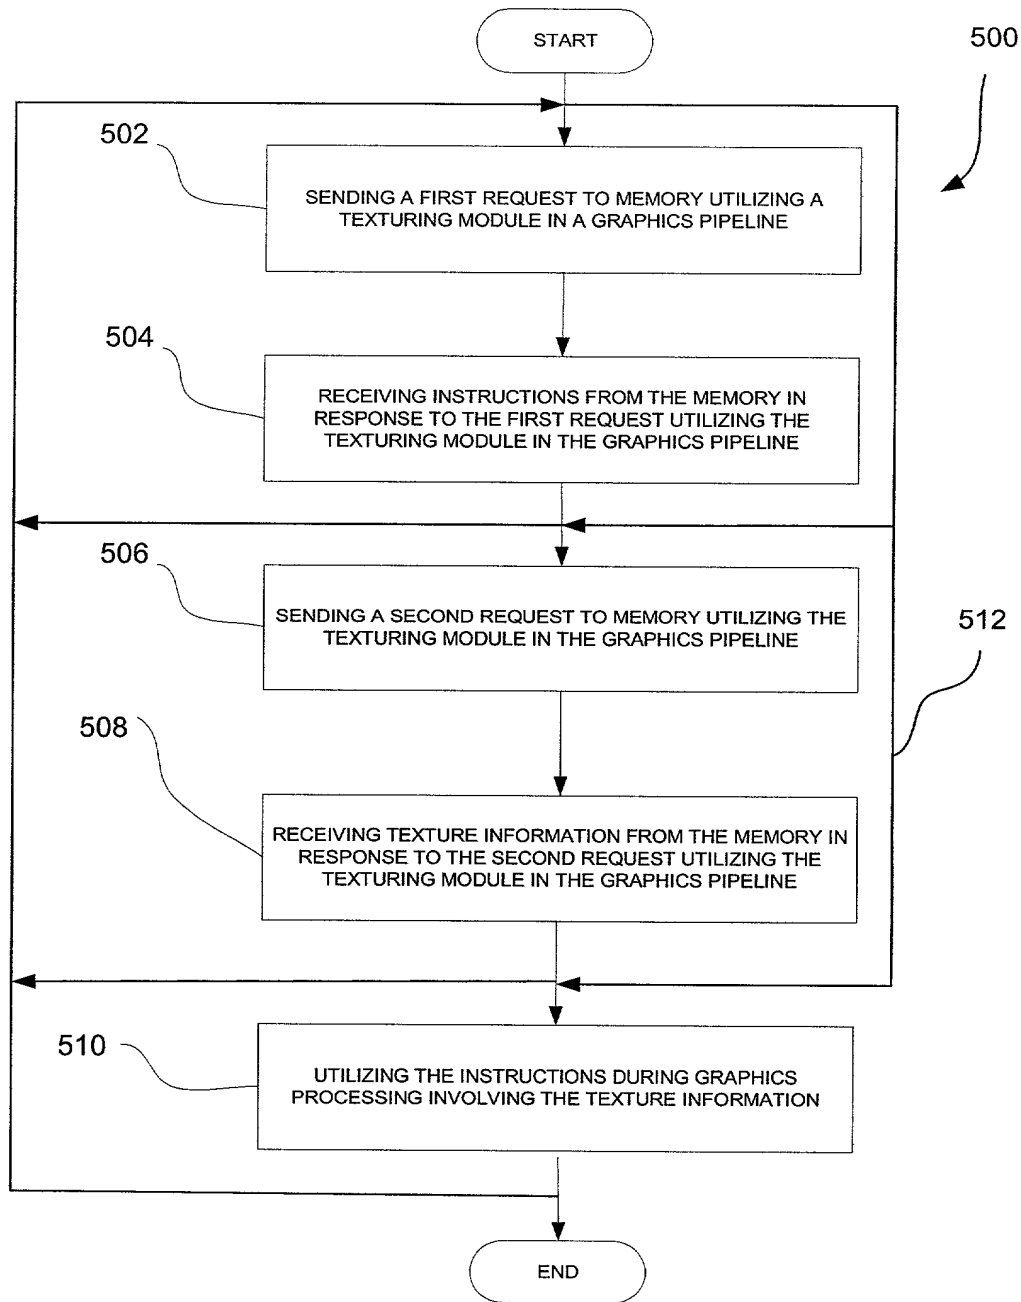 START
500
502
SENDING A FIRST REQUEST TO MEMORY UTILIZING A
TEXTURING MODULE IN A GRAPHICS PIPELINE
504
RECEIVING INSTRUCTIONS FROM THE MEMORY IN
RESPONSE TO THE FIRST REQUEST UTILIZING THE
TEXTURING MODULE IN THE GRAPHICS PIPELINE
506
SENDING A SECOND REQUEST TO MEMORY UTILIZING THE
TEXTURING MODULE IN THE GRAPHICS PIPELINE
512
508
RECEIVING TEXTURE INFORMATION FROM THE MEMORY IN
RESPONSE TO THE SECOND REQUEST UTILIZING THE
TEXTURING MODULE IN THE GRAPHICS PIPELINE
510
UTILIZING THE INSTRUCTIONS DURING GRAPHICS
PROCESSING INVOLVING THE TEXTURE INFORMATION
END